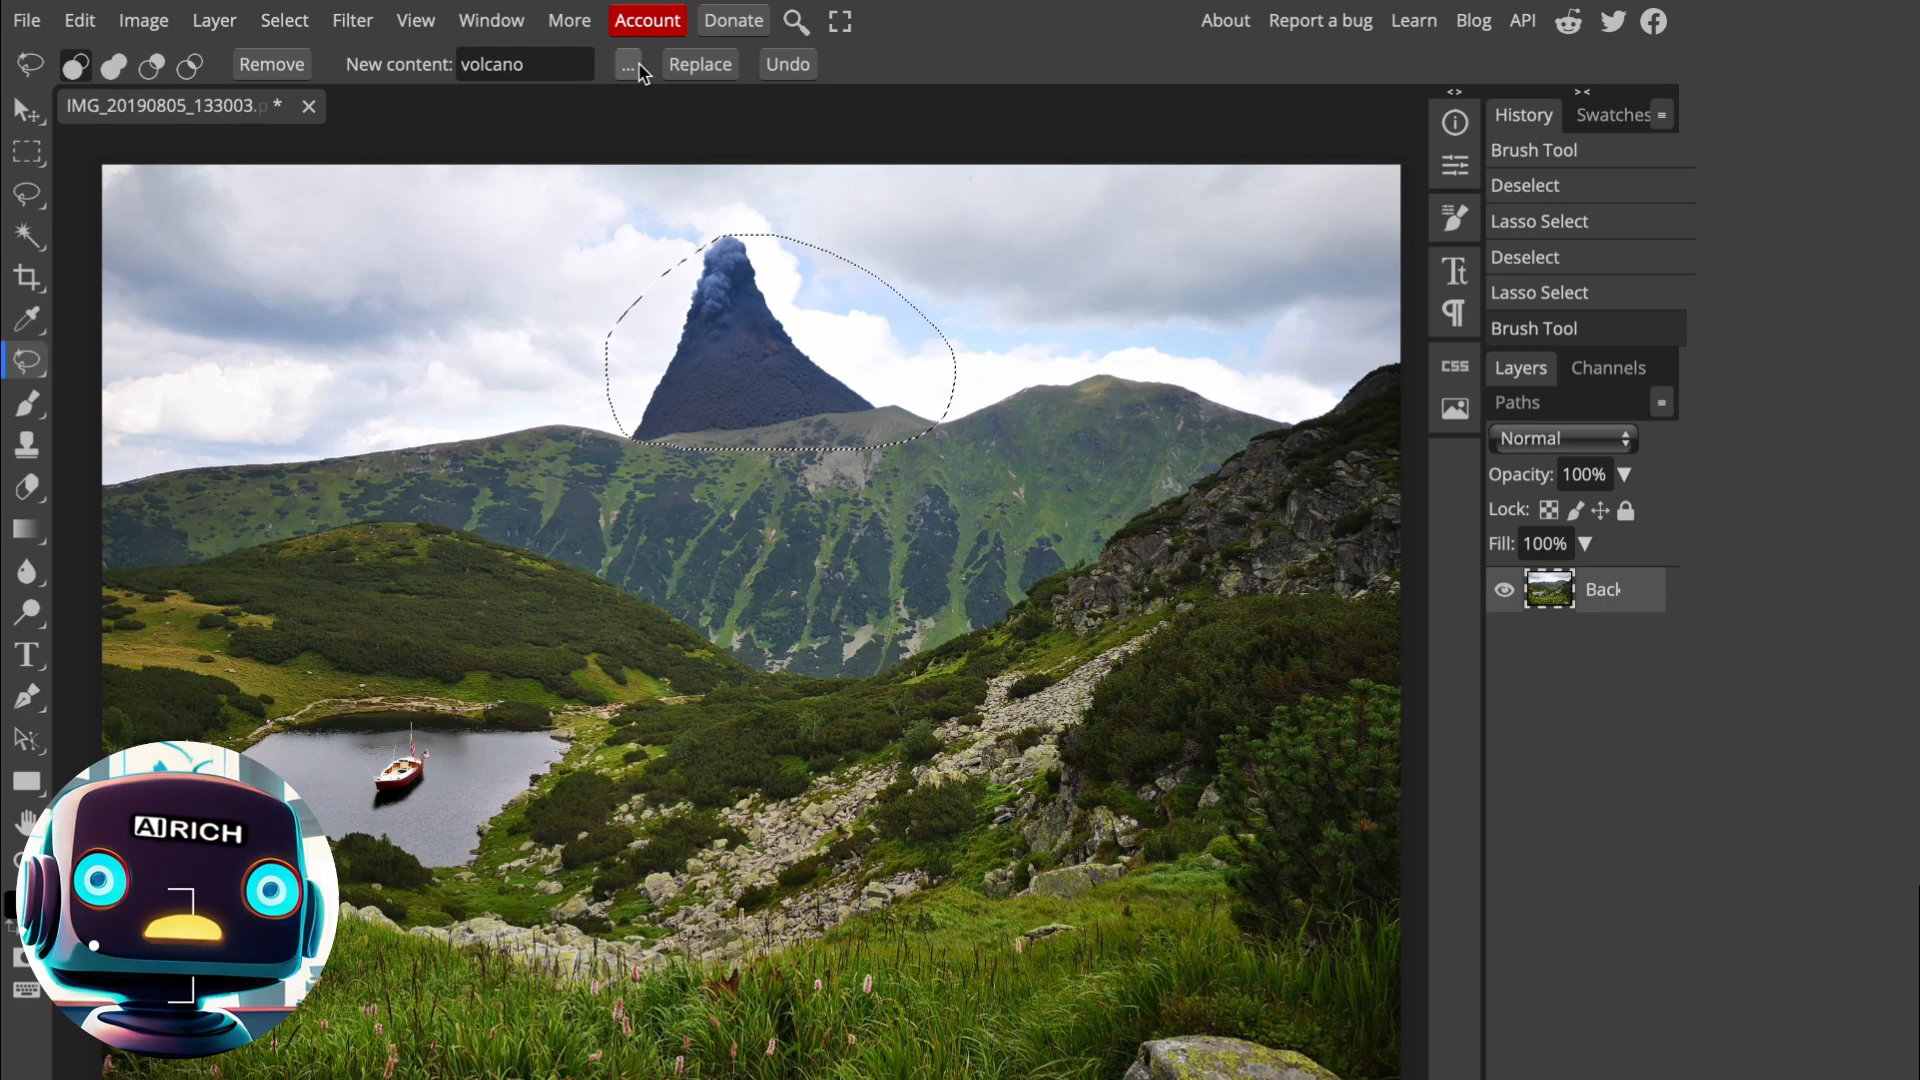 File Edit Image Layer Select Filter View Window More Account Donate About Report a bug Learn Blog API
Remove New content: volcano ... Replace Undo
IMG_20190805_133003.p *
History Swatches
Brush Tool
Deselect
Lasso Select
Deselect
Lasso Select
Brush Tool
CSS
Layers Channels
Paths
Normal
Opacity: 100%
Lock:
Fill: 100%
Back
AIRICH